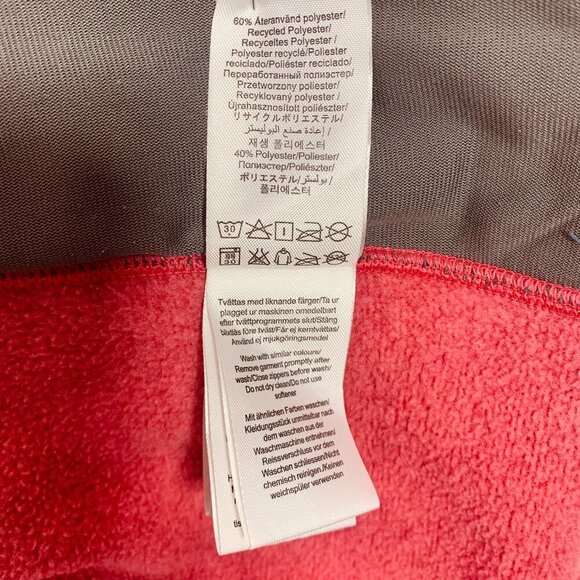 60% Återanvänd polyester/
Recycled Polyester/
Recyceltes Polyester/
Polyester recyclé/Poliester
reciclado/Poliéster reciclado/
Переработанный полиэстер/
Przetworzony poliester/
Recyklovaný polyester/
Újrahasznosított poliészter/
リサイクルポリエステル/
إعادة صنع البوليستر/
재생 폴리에스터
40% Polyester/Poliester/
Полиэстер/Poliészter/
ポリエステル/بولستر/
폴리에스터
30
30
Tvättas med liknande färger/Ta ur
plagget ur maskinen omedelbart
efter tvättprogrammets slut/Stäng
blixtlås före tvätt/Får ej kemtvättas/
Använd ej mjukgöringsmedel
Wash with similar colours/
Remove garment promptly after
wash/Close zippers before wash/
Do not dry clean/Do not use
softener
Mit ähnlichen Farben waschen/
Kleidungsstück unmittelbar nach
dem waschen aus der
Waschmaschine entnehmen/
Reissverschluss vor dem
Waschen schliessen/Nicht
chemisch reinigen./Keinen
weichspüler verwenden